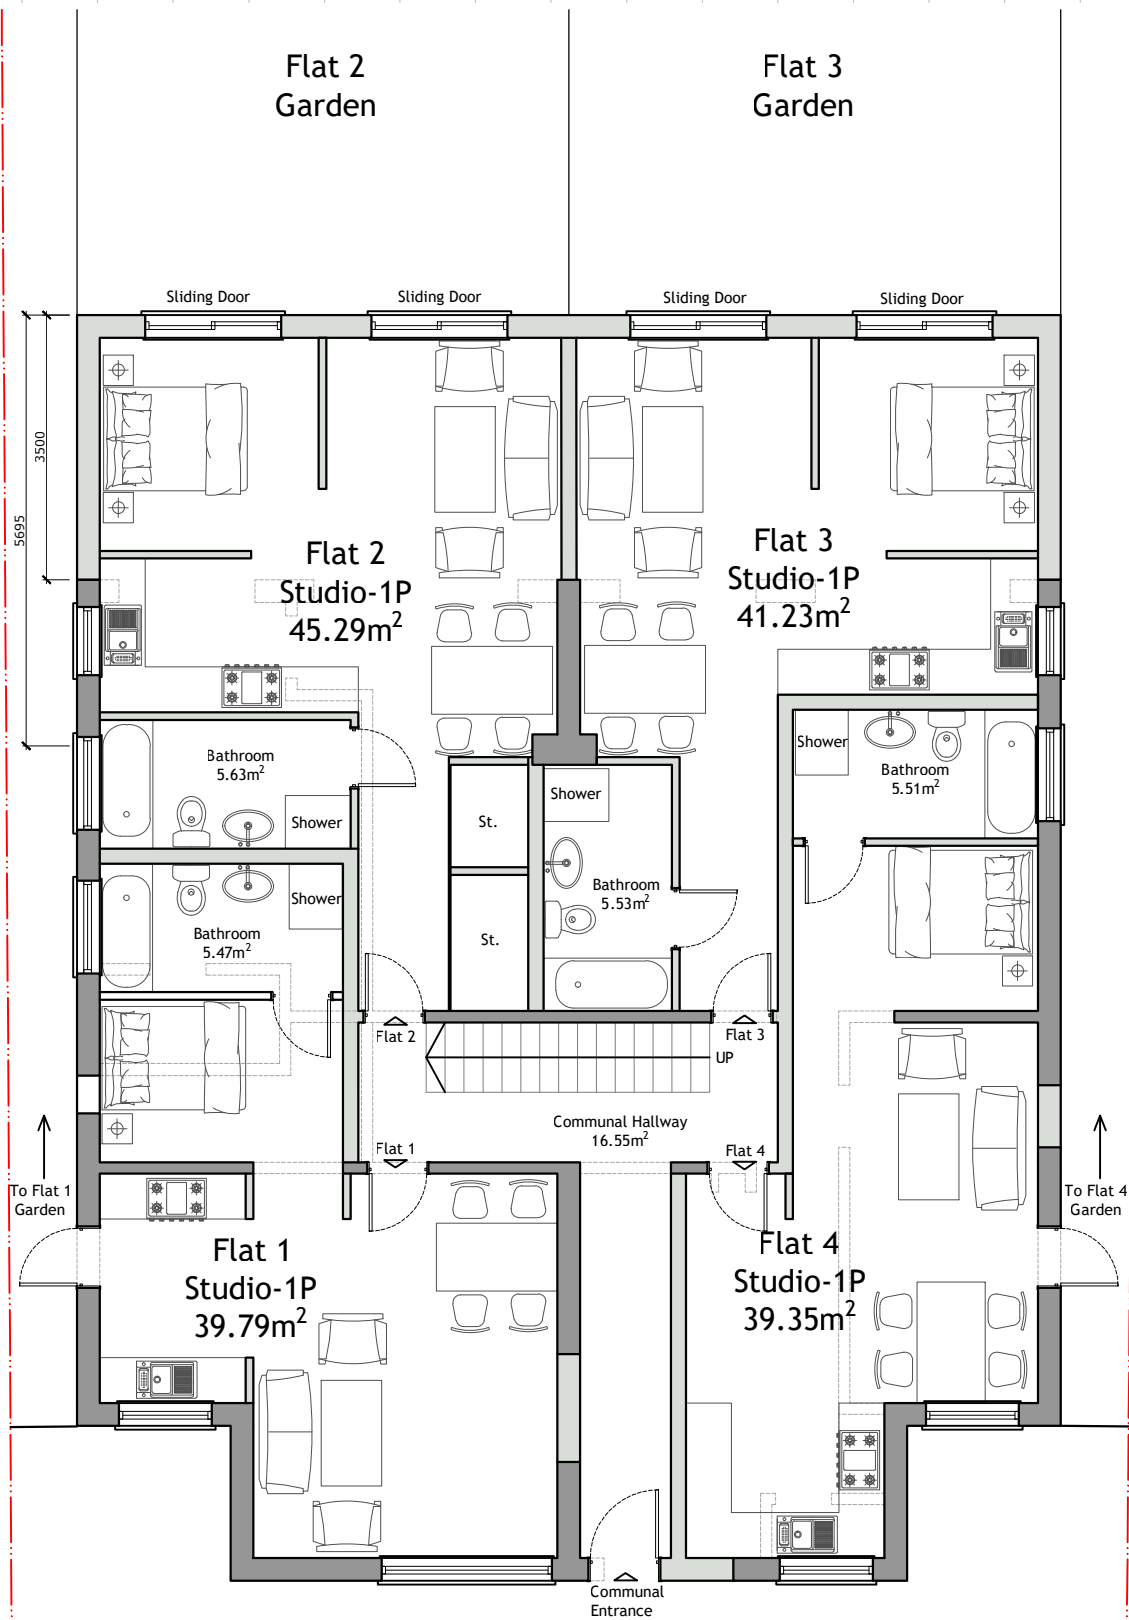 Flat 2
Garden
Flat 3
Garden
Sliding Door
Sliding Door
Sliding Door
Sliding Door
3500
5695
Flat 2
Studio-1P
45.29m²
Flat 3
Studio-1P
41.23m²
Bathroom
5.63m²
Shower
St.
Shower
Shower
Bathroom
5.51m²
Bathroom
5.47m²
Shower
St.
Bathroom
5.53m²
Flat 2
Flat 3
UP
Communal Hallway
16.55m²
Flat 1
Flat 4
To Flat 1
Garden
To Flat 4
Garden
Flat 1
Studio-1P
39.79m²
Flat 4
Studio-1P
39.35m²
Communal
Entrance